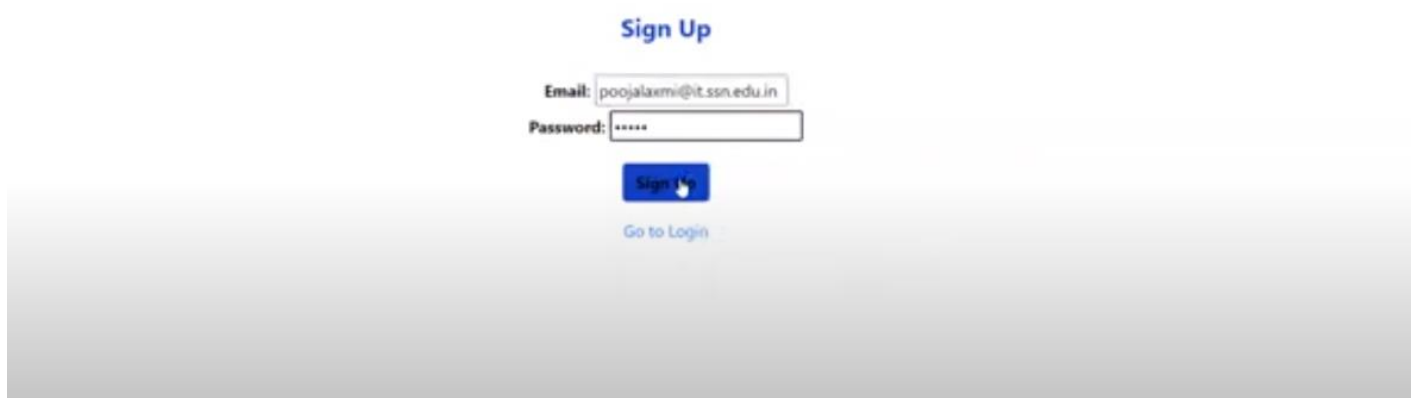 Sign Up
Email: poojalaxmi@it.ssn.edu.in
Password: •••••
Sign Up
Go to Login